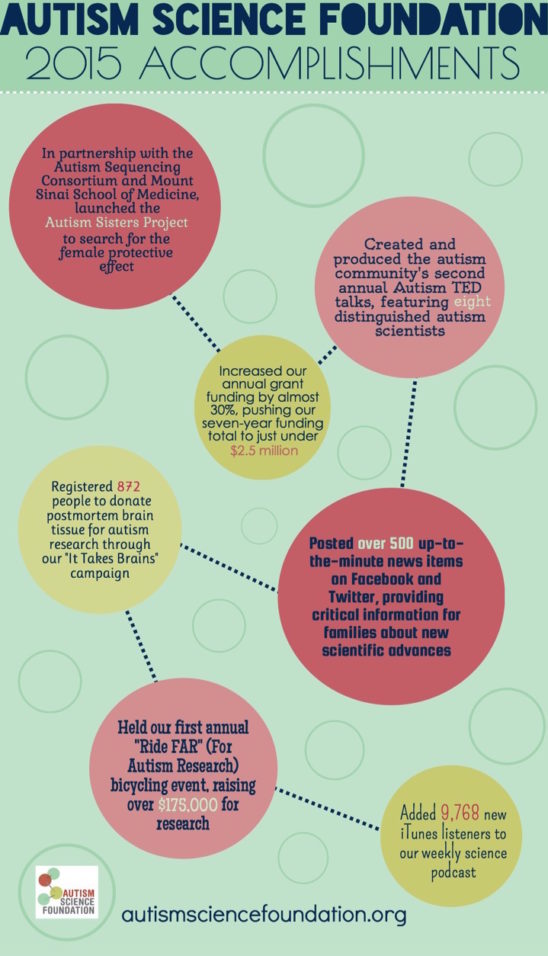 AUTISM SCIENCE FOUNDATION
2015 ACCOMPLISHMENTS
In partnership with the
Autism Sequencing
Consortium and Mount
Sinai School of Medicine,
launched the
Autism Sisters Project
to search for the
female protective
effect
Created and
produced the autism
community's second
annual Autism TED
talks, featuring eight
distinguished autism
scientists
Increased our
annual grant
funding by almost
30%, pushing our
seven-year funding
total to just under
$2.5 million
Registered 872
people to donate
postmortem brain
tissue for autism
research through
our "It Takes Brains"
campaign
Posted over 500 up-to-
the-minute news items
on Facebook and
Twitter, providing
critical information for
families about new
scientific advances
Held our first annual
"Ride FAR" (For
Autism Research)
bicycling event, raising
over $175,000 for
research
Added 9,768 new
iTunes listeners to
our weekly science
podcast
AUTISM
SCIENCE
FOUNDATION
autismsciencefoundation.org